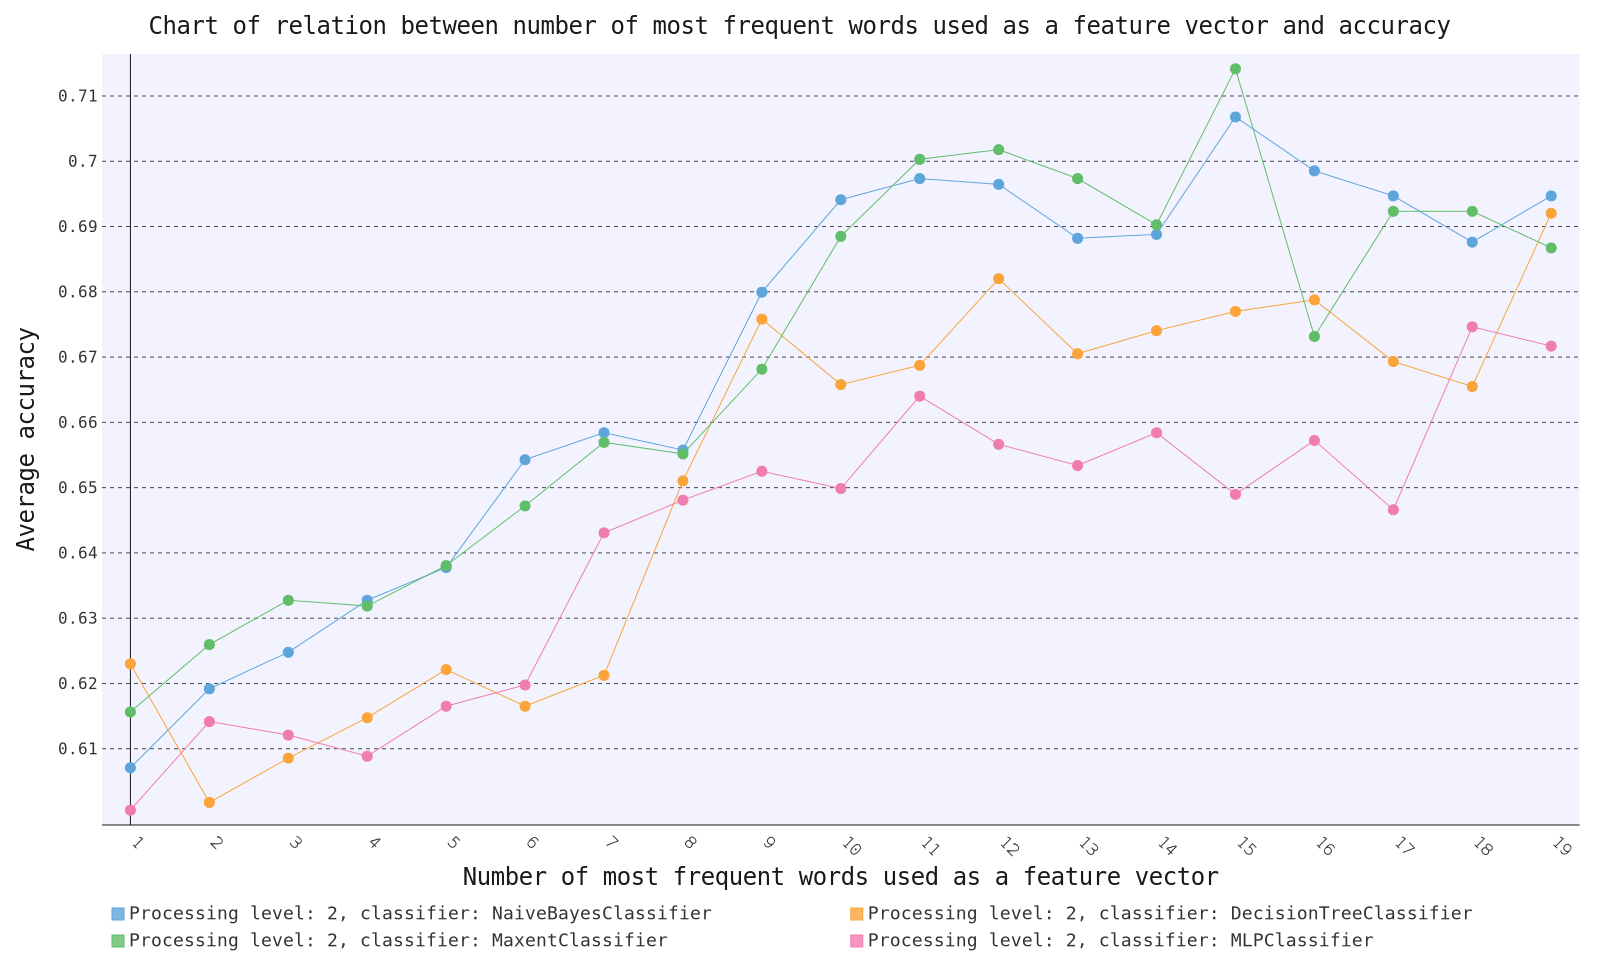 Chart of relation between number of most frequent words used as a feature vector and accuracy
Average accuracy
0.71
0.7
0.69
0.68
0.67
0.66
0.65
0.64
0.63
0.62
0.61
1 2 3 4 5 6 7 8 9 10 11 12 13 14 15 16 17 18 19
Number of most frequent words used as a feature vector
Processing level: 2, classifier: NaiveBayesClassifier
Processing level: 2, classifier: DecisionTreeClassifier
Processing level: 2, classifier: MaxentClassifier
Processing level: 2, classifier: MLPClassifier